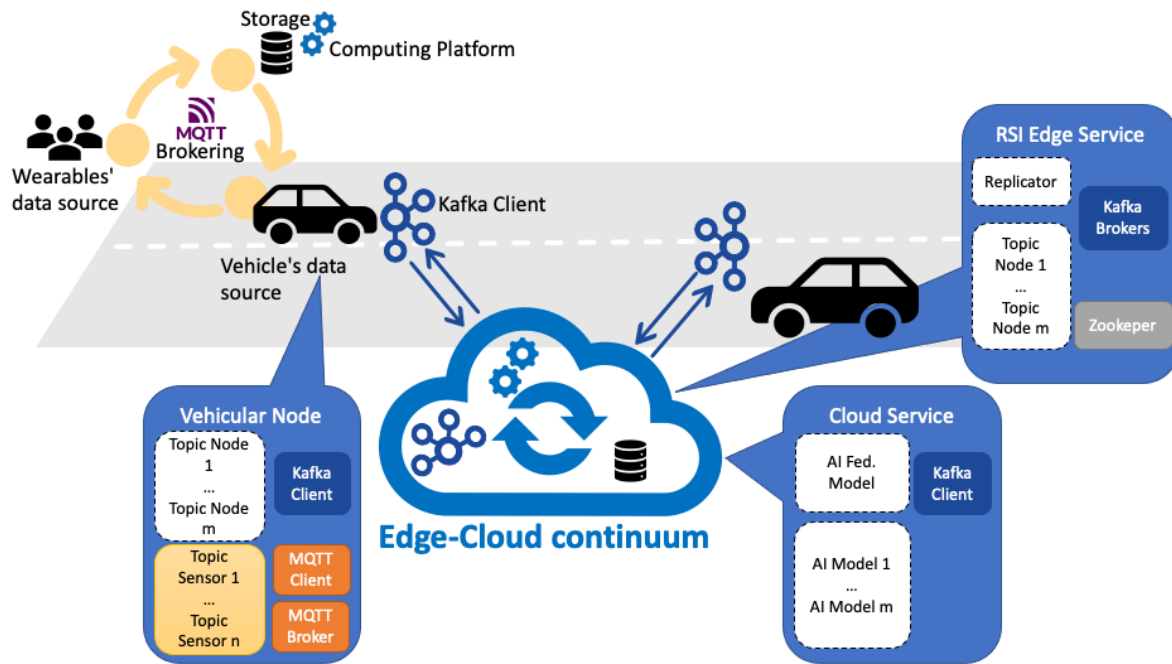 Storage
Computing Platform
MQTT
Brokering
Wearables'
data source
Kafka Client
Vehicle's data
source
RSI Edge Service
Replicator
Kafka
Brokers
Topic
Node 1
...
Topic
Node m
Zookeper
Vehicular Node
Topic Node
1
...
Topic Node
m
Kafka
Client
Topic
Sensor 1
...
Topic
Sensor n
MQTT
Client
MQTT
Broker
Edge-Cloud continuum
Cloud Service
AI Fed.
Model
Kafka
Client
AI Model 1
...
AI Model m